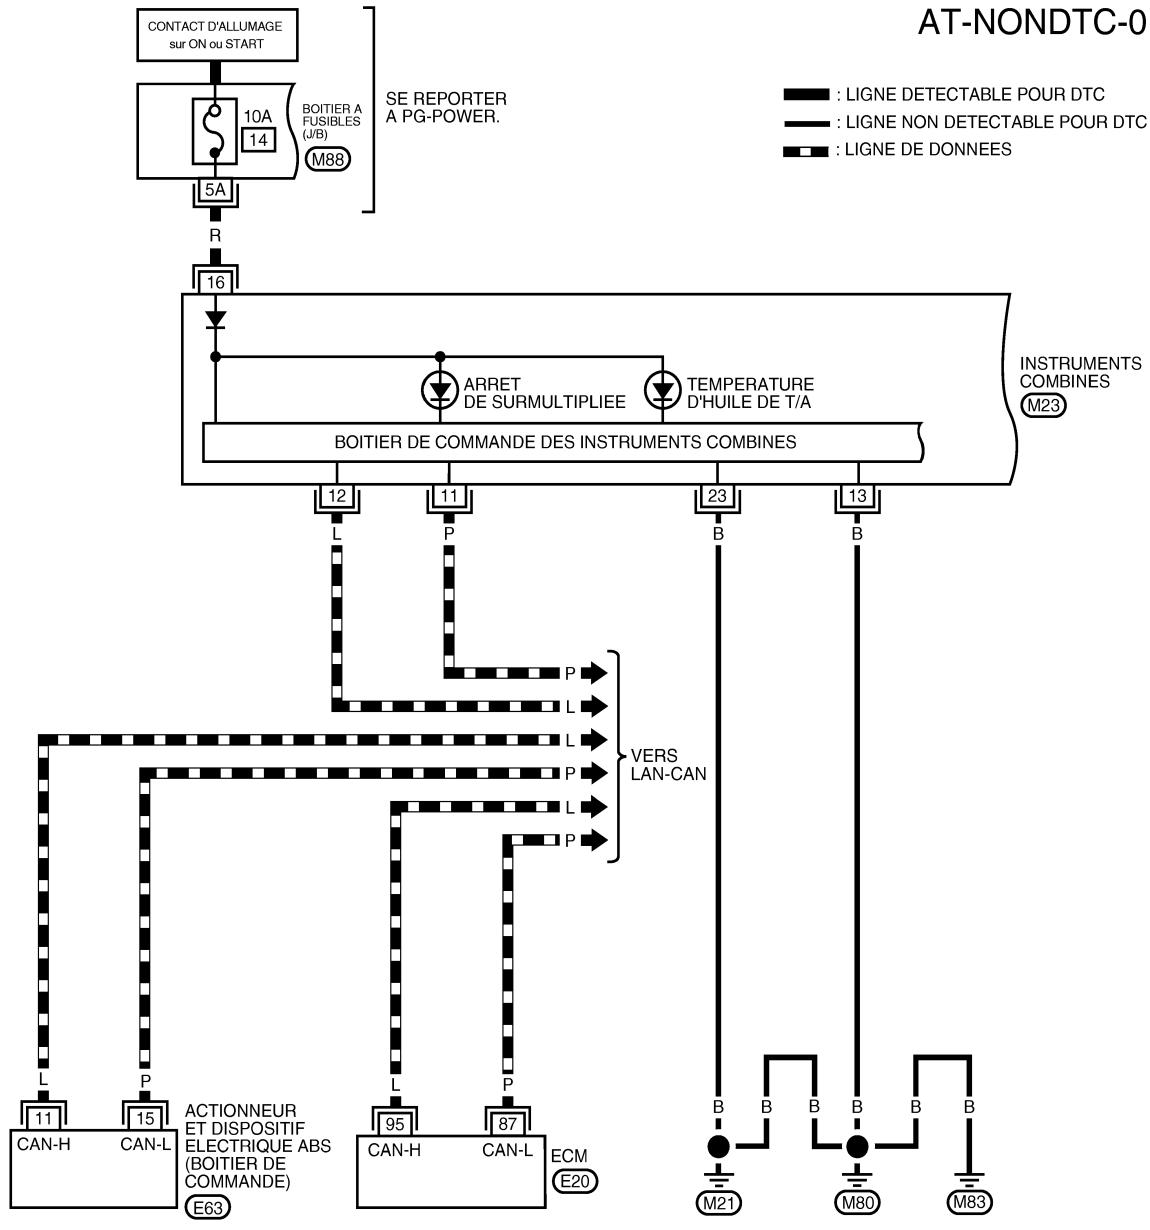 AT-NONDTC-0
CONTACT D'ALLUMAGE
sur ON ou START
10A
14
BOITIER A
FUSIBLES
(J/B)
M88
SE REPORTER
A PG-POWER.
: LIGNE DETECTABLE POUR DTC
: LIGNE NON DETECTABLE POUR DTC
: LIGNE DE DONNEES
5A
R
16
ARRET
DE SURMULTIPLIEE
TEMPERATURE
D'HUILE DE T/A
INSTRUMENTS
COMBINES
M23
BOITIER DE COMMANDE DES INSTRUMENTS COMBINES
12
11
23
13
L
P
B
B
P
L
L
P
L
P
VERS
LAN-CAN
L
P
L
P
B
B
B
B
B
B
11
15
CAN-H
CAN-L
ACTIONNEUR
ET DISPOSITIF
ELECTRIQUE ABS
(BOITIER DE
COMMANDE)
E63
95
87
CAN-H
CAN-L
ECM
E20
M21
M80
M83